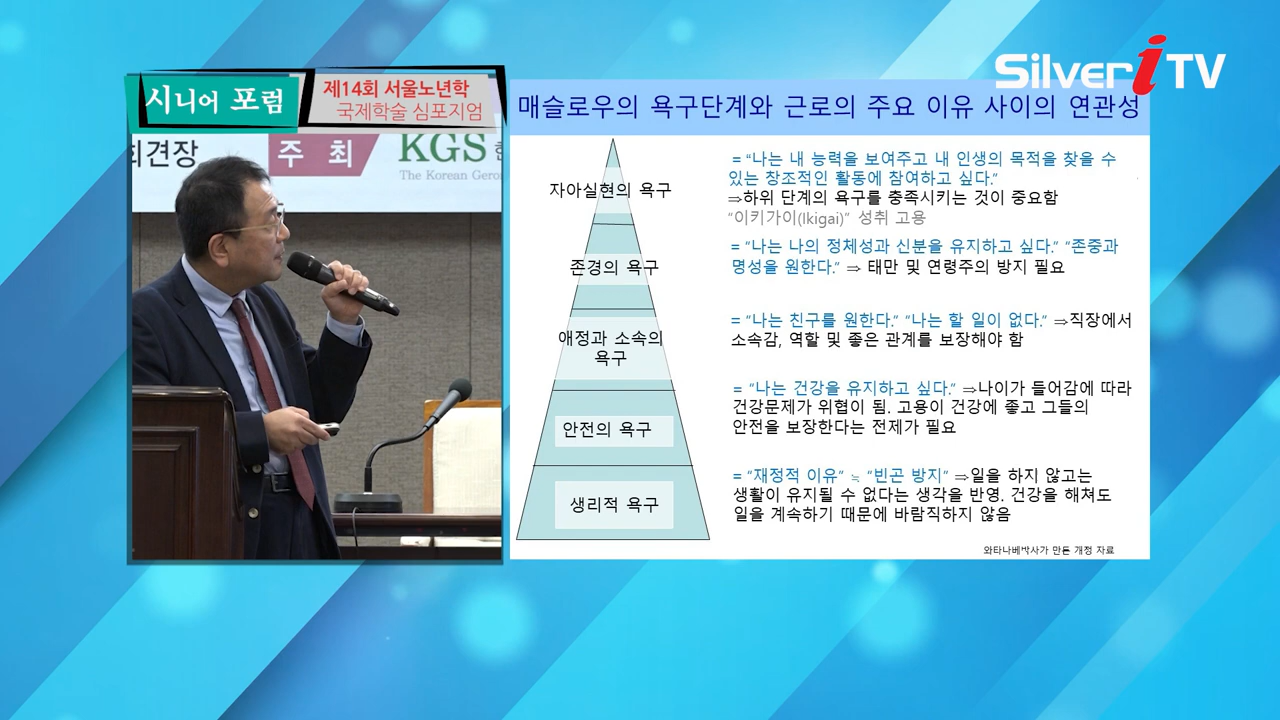 Silver i TV
시니어 포럼
제14회 서울노년학
국제학술 심포지엄
회견장
주 최
KGS
The Korean Geron
매슬로우의 욕구단계와 근로의 주요 이유 사이의 연관성
자아실현의 욕구
= “나는 내 능력을 보여주고 내 인생의 목적을 찾을 수
있는 창조적인 활동에 참여하고 싶다.”
⇒하위 단계의 욕구를 충족시키는 것이 중요함
“이키가이(Ikigai)” 성취 고용
존경의 욕구
= “나는 나의 정체성과 신분을 유지하고 싶다.” “존중과
명성을 원한다.” ⇒ 태만 및 연령주의 방지 필요
애정과 소속의
욕구
= “나는 친구를 원한다.” “나는 할 일이 없다.” ⇒직장에서
소속감, 역할 및 좋은 관계를 보장해야 함
안전의 욕구
= “나는 건강을 유지하고 싶다.” ⇒나이가 들어감에 따라
건강문제가 위협이 됨. 고용이 건강에 좋고 그들의
안전을 보장한다는 전제가 필요
생리적 욕구
= “재정적 이유” ≒ “빈곤 방지” ⇒일을 하지 않고는
생활이 유지될 수 없다는 생각을 반영. 건강을 해쳐도
일을 계속하기 때문에 바람직하지 않음
와타나베박사가 만든 개정 자료